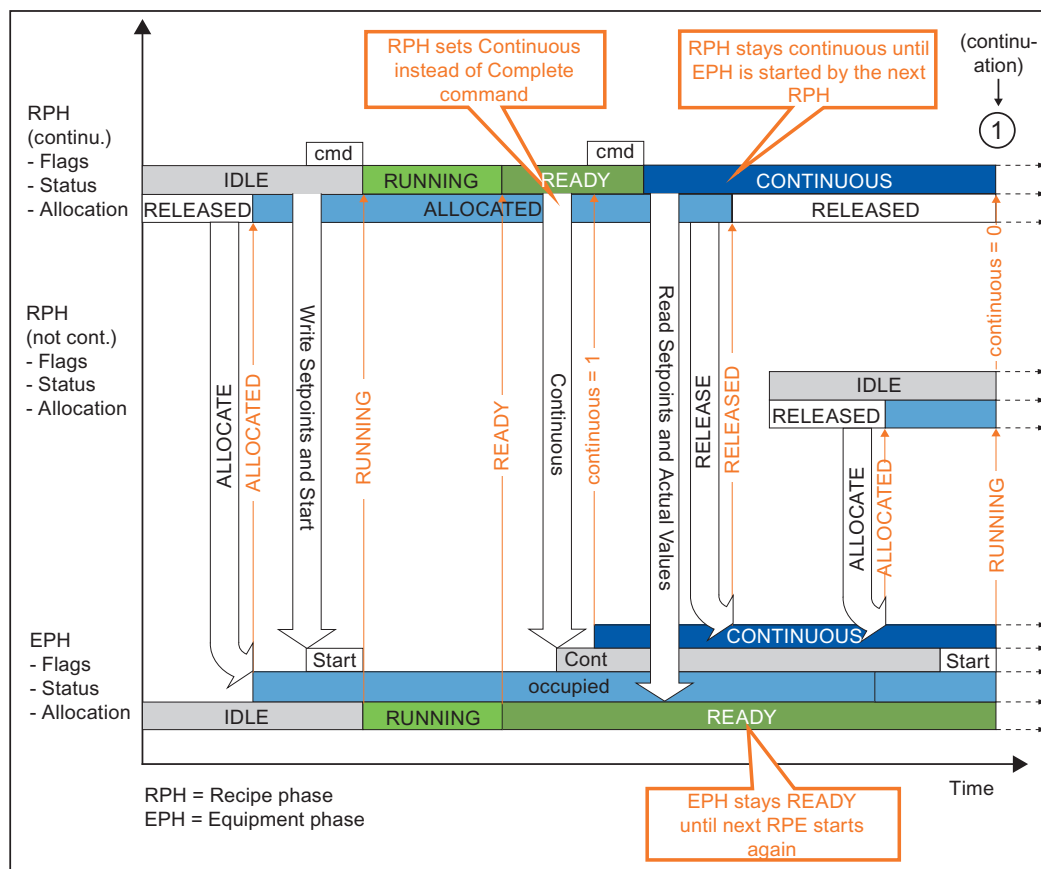 RPH sets Continuous
instead of Complete
command
RPH stays continuous until
EPH is started by the next
RPH
(continu-
ation)
1
RPH
(continu.)
- Flags
- Status
- Allocation
cmd
cmd
IDLE
RUNNING
READY
CONTINUOUS
RELEASED
ALLOCATED
RELEASED
RPH
(not cont.)
- Flags
- Status
- Allocation
ALLOCATE
ALLOCATED
Write Setpoints and Start
RUNNING
READY
Continuous
continuous = 1
Read Setpoints and Actual Values
RELEASE
RELEASED
continuous = 0
IDLE
RELEASED
ALLOCATE
ALLOCATED
RUNNING
EPH
- Flags
- Status
- Allocation
CONTINUOUS
Start
Cont
Start
occupied
IDLE
RUNNING
READY
Time
RPH = Recipe phase
EPH = Equipment phase
EPH stays READY
until next RPE starts
again